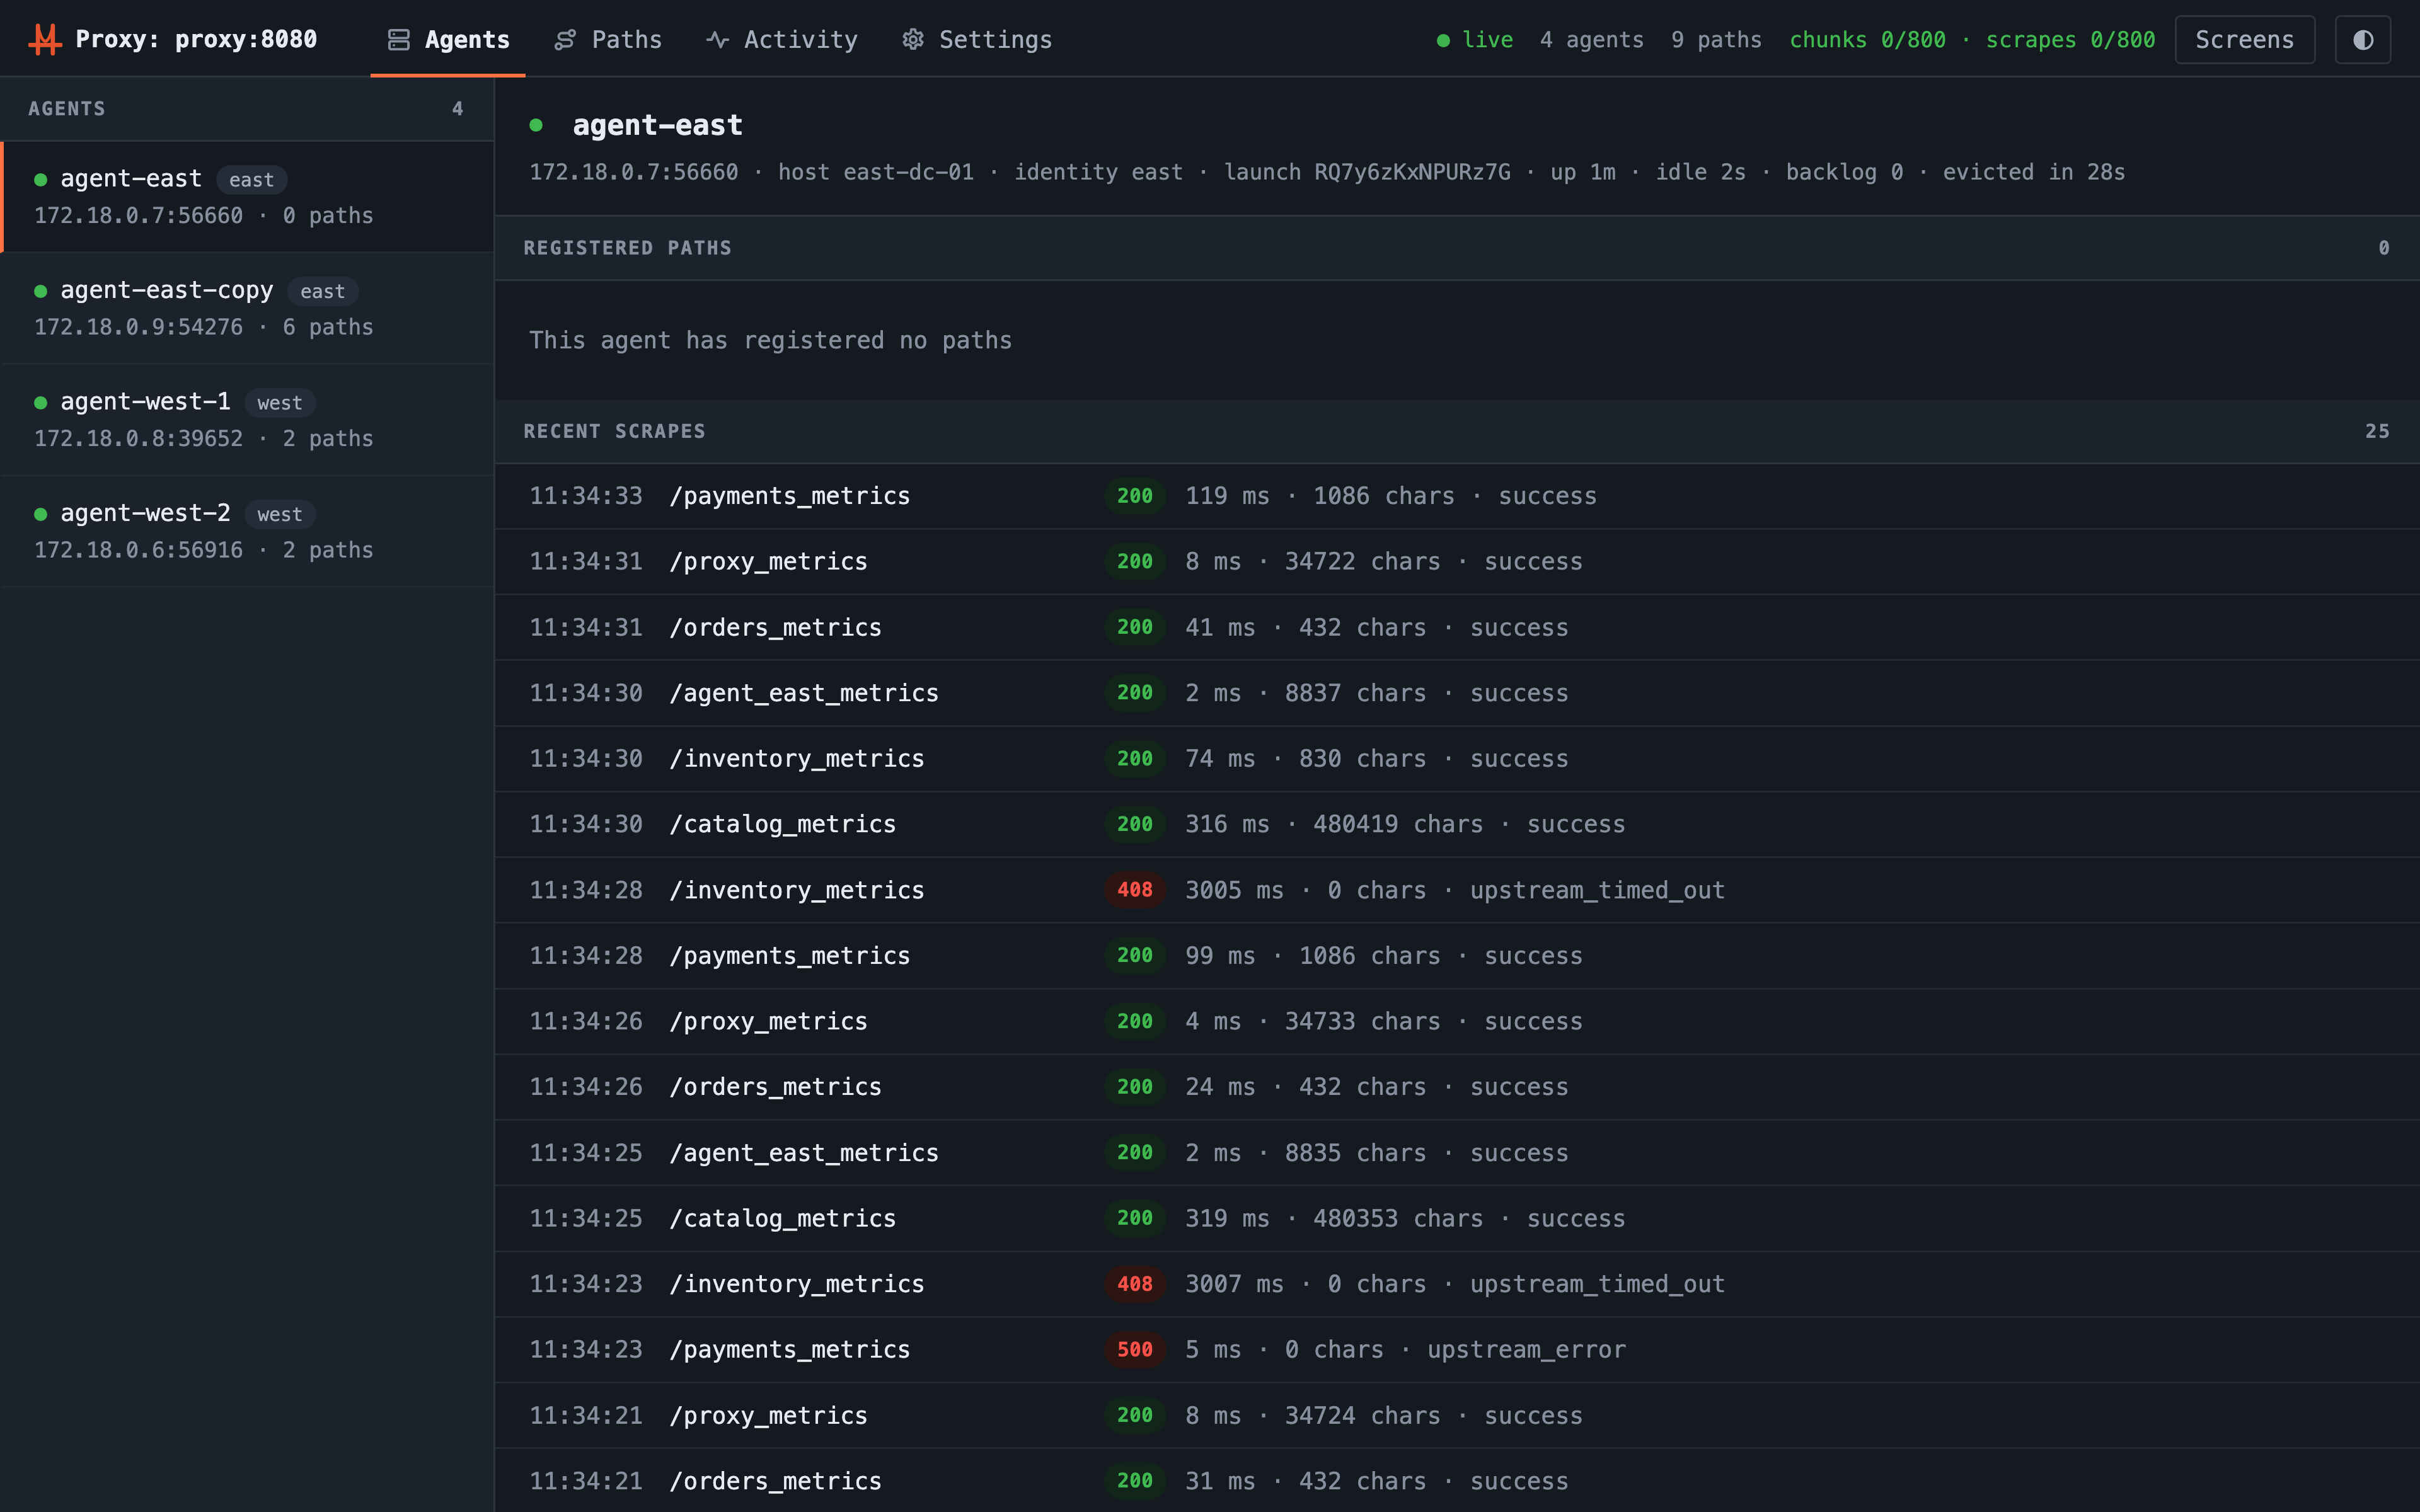 Proxy: proxy:8080 Agents Paths Activity Settings live 4 agents 9 paths chunks 0/800 · scrapes 0/800 Screens
AGENTS 4
agent-east east
172.18.0.7:56660 · 0 paths
agent-east-copy east
172.18.0.9:54276 · 6 paths
agent-west-1 west
172.18.0.8:39652 · 2 paths
agent-west-2 west
172.18.0.6:56916 · 2 paths
agent-east
172.18.0.7:56660 · host east-dc-01 · identity east · launch RQ7y6zKxNPURz7G · up 1m · idle 2s · backlog 0 · evicted in 28s
REGISTERED PATHS 0
This agent has registered no paths
RECENT SCRAPES 25
11:34:33 /payments_metrics 200 119 ms · 1086 chars · success
11:34:31 /proxy_metrics 200 8 ms · 34722 chars · success
11:34:31 /orders_metrics 200 41 ms · 432 chars · success
11:34:30 /agent_east_metrics 200 2 ms · 8837 chars · success
11:34:30 /inventory_metrics 200 74 ms · 830 chars · success
11:34:30 /catalog_metrics 200 316 ms · 480419 chars · success
11:34:28 /inventory_metrics 408 3005 ms · 0 chars · upstream_timed_out
11:34:28 /payments_metrics 200 99 ms · 1086 chars · success
11:34:26 /proxy_metrics 200 4 ms · 34733 chars · success
11:34:26 /orders_metrics 200 24 ms · 432 chars · success
11:34:25 /agent_east_metrics 200 2 ms · 8835 chars · success
11:34:25 /catalog_metrics 200 319 ms · 480353 chars · success
11:34:23 /inventory_metrics 408 3007 ms · 0 chars · upstream_timed_out
11:34:23 /payments_metrics 500 5 ms · 0 chars · upstream_error
11:34:21 /proxy_metrics 200 8 ms · 34724 chars · success
11:34:21 /orders_metrics 200 31 ms · 432 chars · success